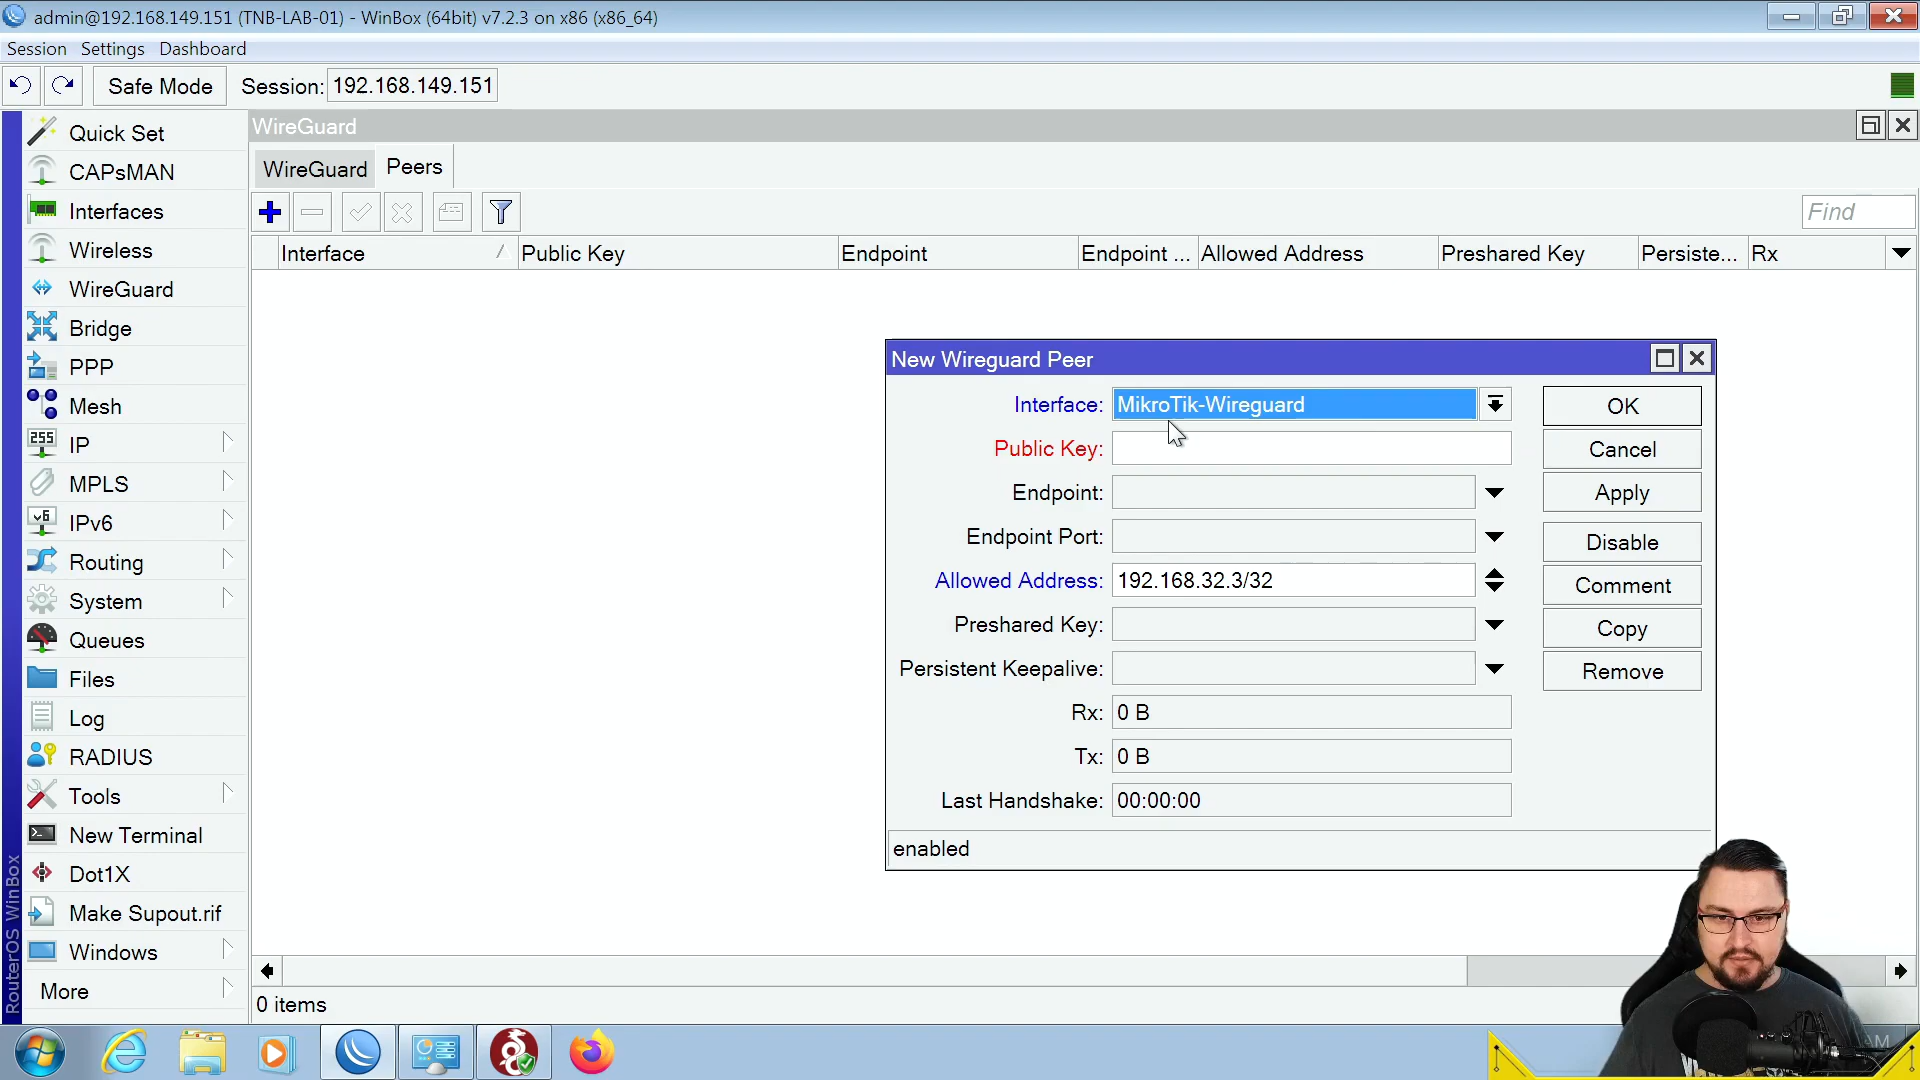 admin@192.168.149.151 (TNB-LAB-01) - WinBox (64bit) v7.2.3 on x86 (x86_64)
Session Settings Dashboard
Safe Mode Session: 192.168.149.151
Quick Set
CAPsMAN
Interfaces
Wireless
WireGuard
Bridge
PPP
Mesh
255
IP
MPLS
v6
IPv6
Routing
System
Queues
Files
Log
RADIUS
Tools
New Terminal
Dot1X
Make Supout.rif
Windows
More
RouterOS WinBox
WireGuard
WireGuard Peers
Find
Interface Public Key Endpoint Endpoint ... Allowed Address Preshared Key Persiste... Rx
New Wireguard Peer
Interface: MikroTik-Wireguard
Public Key:
Endpoint:
Endpoint Port:
Allowed Address: 192.168.32.3/32
Preshared Key:
Persistent Keepalive:
Rx: 0 B
Tx: 0 B
Last Handshake: 00:00:00
enabled
OK
Cancel
Apply
Disable
Comment
Copy
Remove
0 items